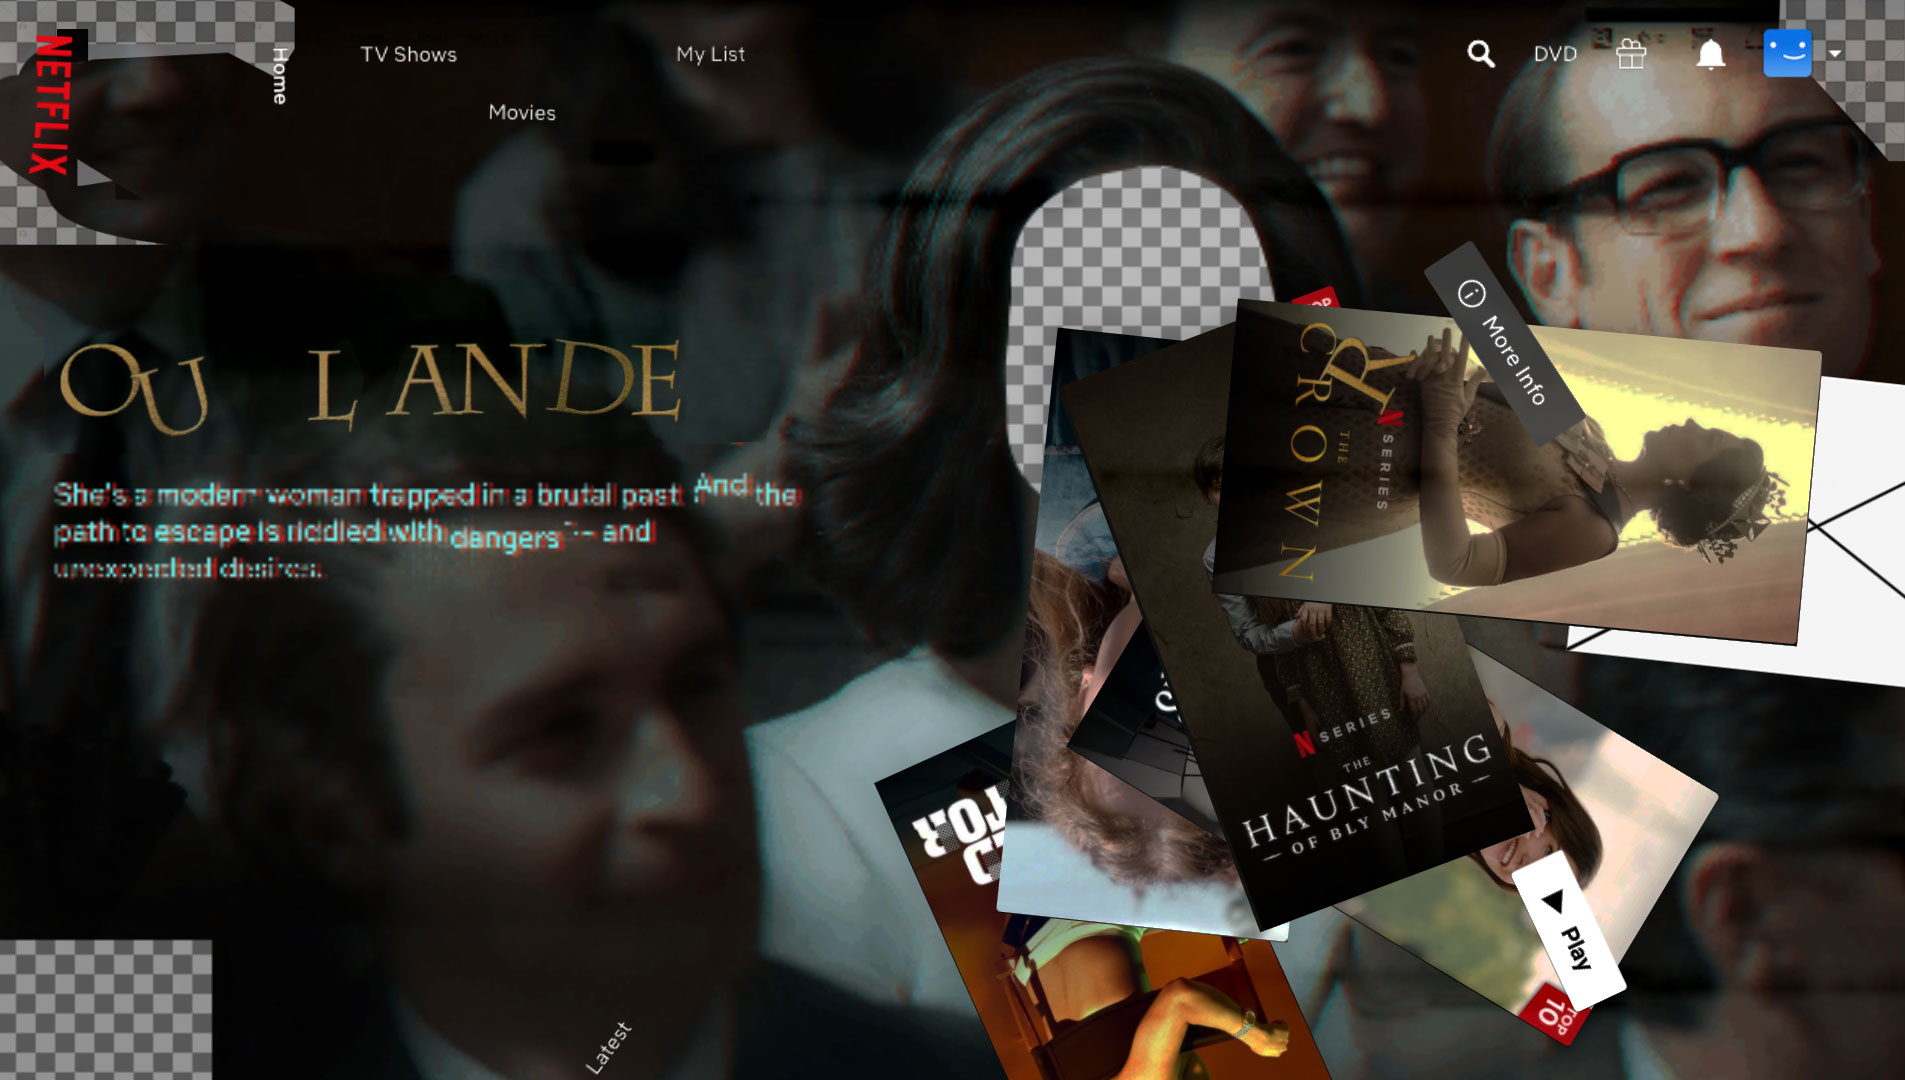 NETFLIX
Home
TV Shows
Movies
My List
DVD
OU LANDE
She's a modern woman trapped in a brutal past. And the
path to escape is riddled with dangers -- and
unexpected desires.
More Info
THE
CROWN
R
N SERIES
N SERIES
THE
HAUNTING
OF BLY MANOR
Play
TOP
10
Latest